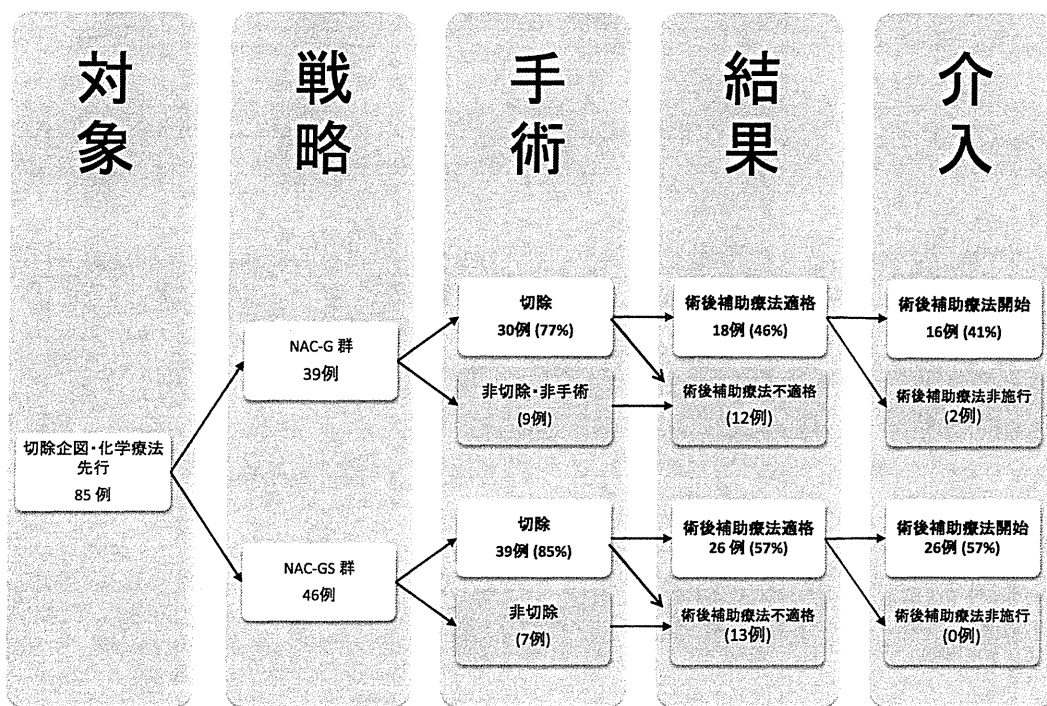 対象
戦略
手術
結果
介入
切除企図・化学療法
先行
85 例
NAC-G 群
39例
NAC-GS 群
46例
切除
30例 (77%)
非切除・非手術
(9例)
切除
39例 (85%)
非切除
(7例)
術後補助療法適格
18例 (46%)
術後補助療法不適格
(12例)
術後補助療法適格
26 例 (57%)
術後補助療法不適格
(13例)
術後補助療法開始
16例 (41%)
術後補助療法非施行
(2例)
術後補助療法開始
26例 (57%)
術後補助療法非施行
(0例)